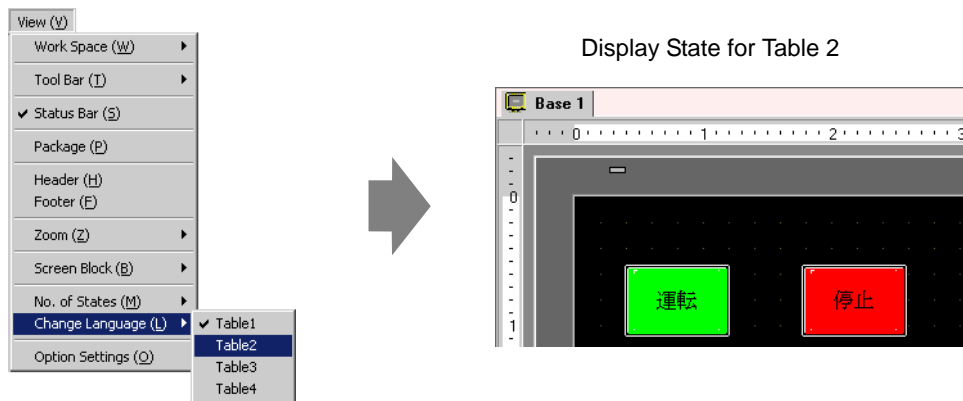 View (V)
Work Space (W)
Tool Bar (T)
Status Bar (S)
Package (P)
Header (H)
Footer (F)
Zoom (Z)
Screen Block (B)
No. of States (M)
Change Language (L)
Option Settings (O)
Table1
Table2
Table3
Table4
Display State for Table 2
Base 1
0 1 2 3
0
1
運転
停止